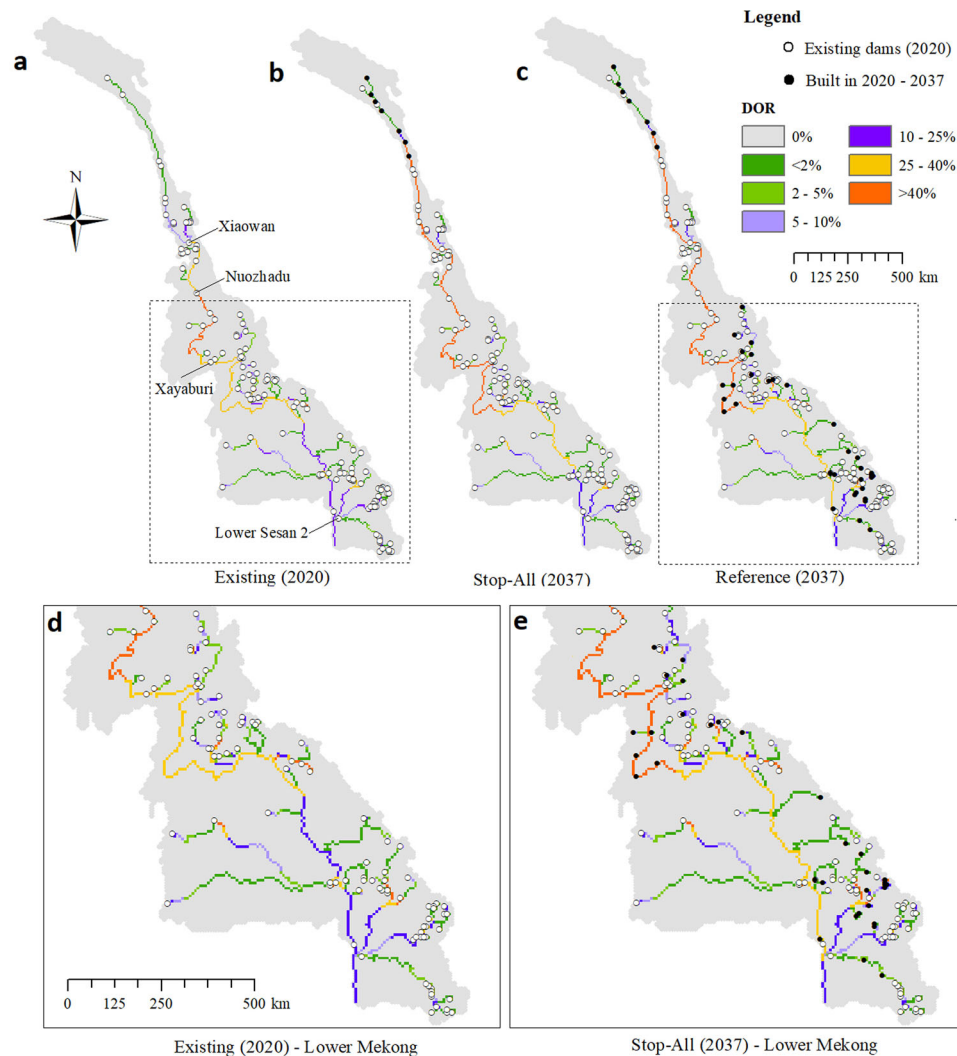 Legend
a
b
c
Existing dams (2020)
Built in 2020 - 2037
DOR
0%
10 - 25%
<2%
25 - 40%
2 - 5%
>40%
5 - 10%
N
Xiaowan
0 125 250 500 km
Nuozhadu
Xayaburi
Lower Sesan 2
Existing (2020)
Stop-All (2037)
Reference (2037)
d
e
0 125 250 500 km
Existing (2020) - Lower Mekong
Stop-All (2037) - Lower Mekong